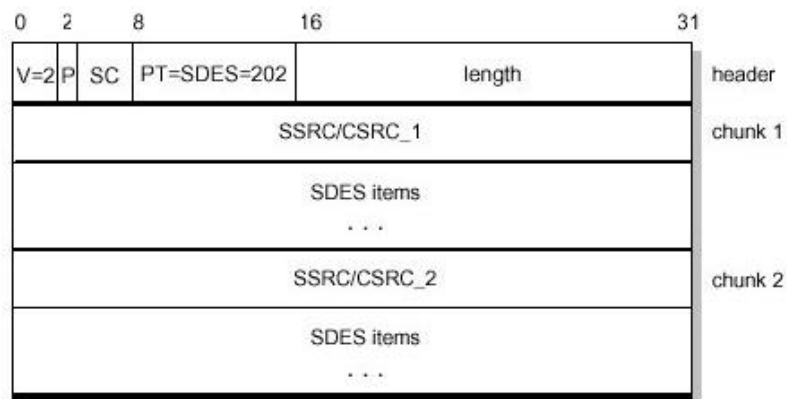 0 2 8 16 31
V=2 P SC PT=SDES=202 length header
SSRC/CSRC_1 chunk 1
SDES items
. . .
SSRC/CSRC_2 chunk 2
SDES items
. . .